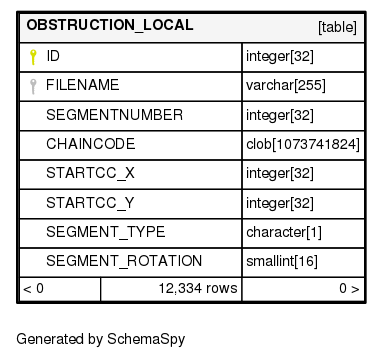 OBSTRUCTION_LOCAL [table]
ID integer[32]
FILENAME varchar[255]
SEGMENTNUMBER integer[32]
CHAINCODE clob[1073741824]
STARTCC_X integer[32]
STARTCC_Y integer[32]
SEGMENT_TYPE character[1]
SEGMENT_ROTATION smallint[16]
< 0 12,334 rows 0 >
Generated by SchemaSpy